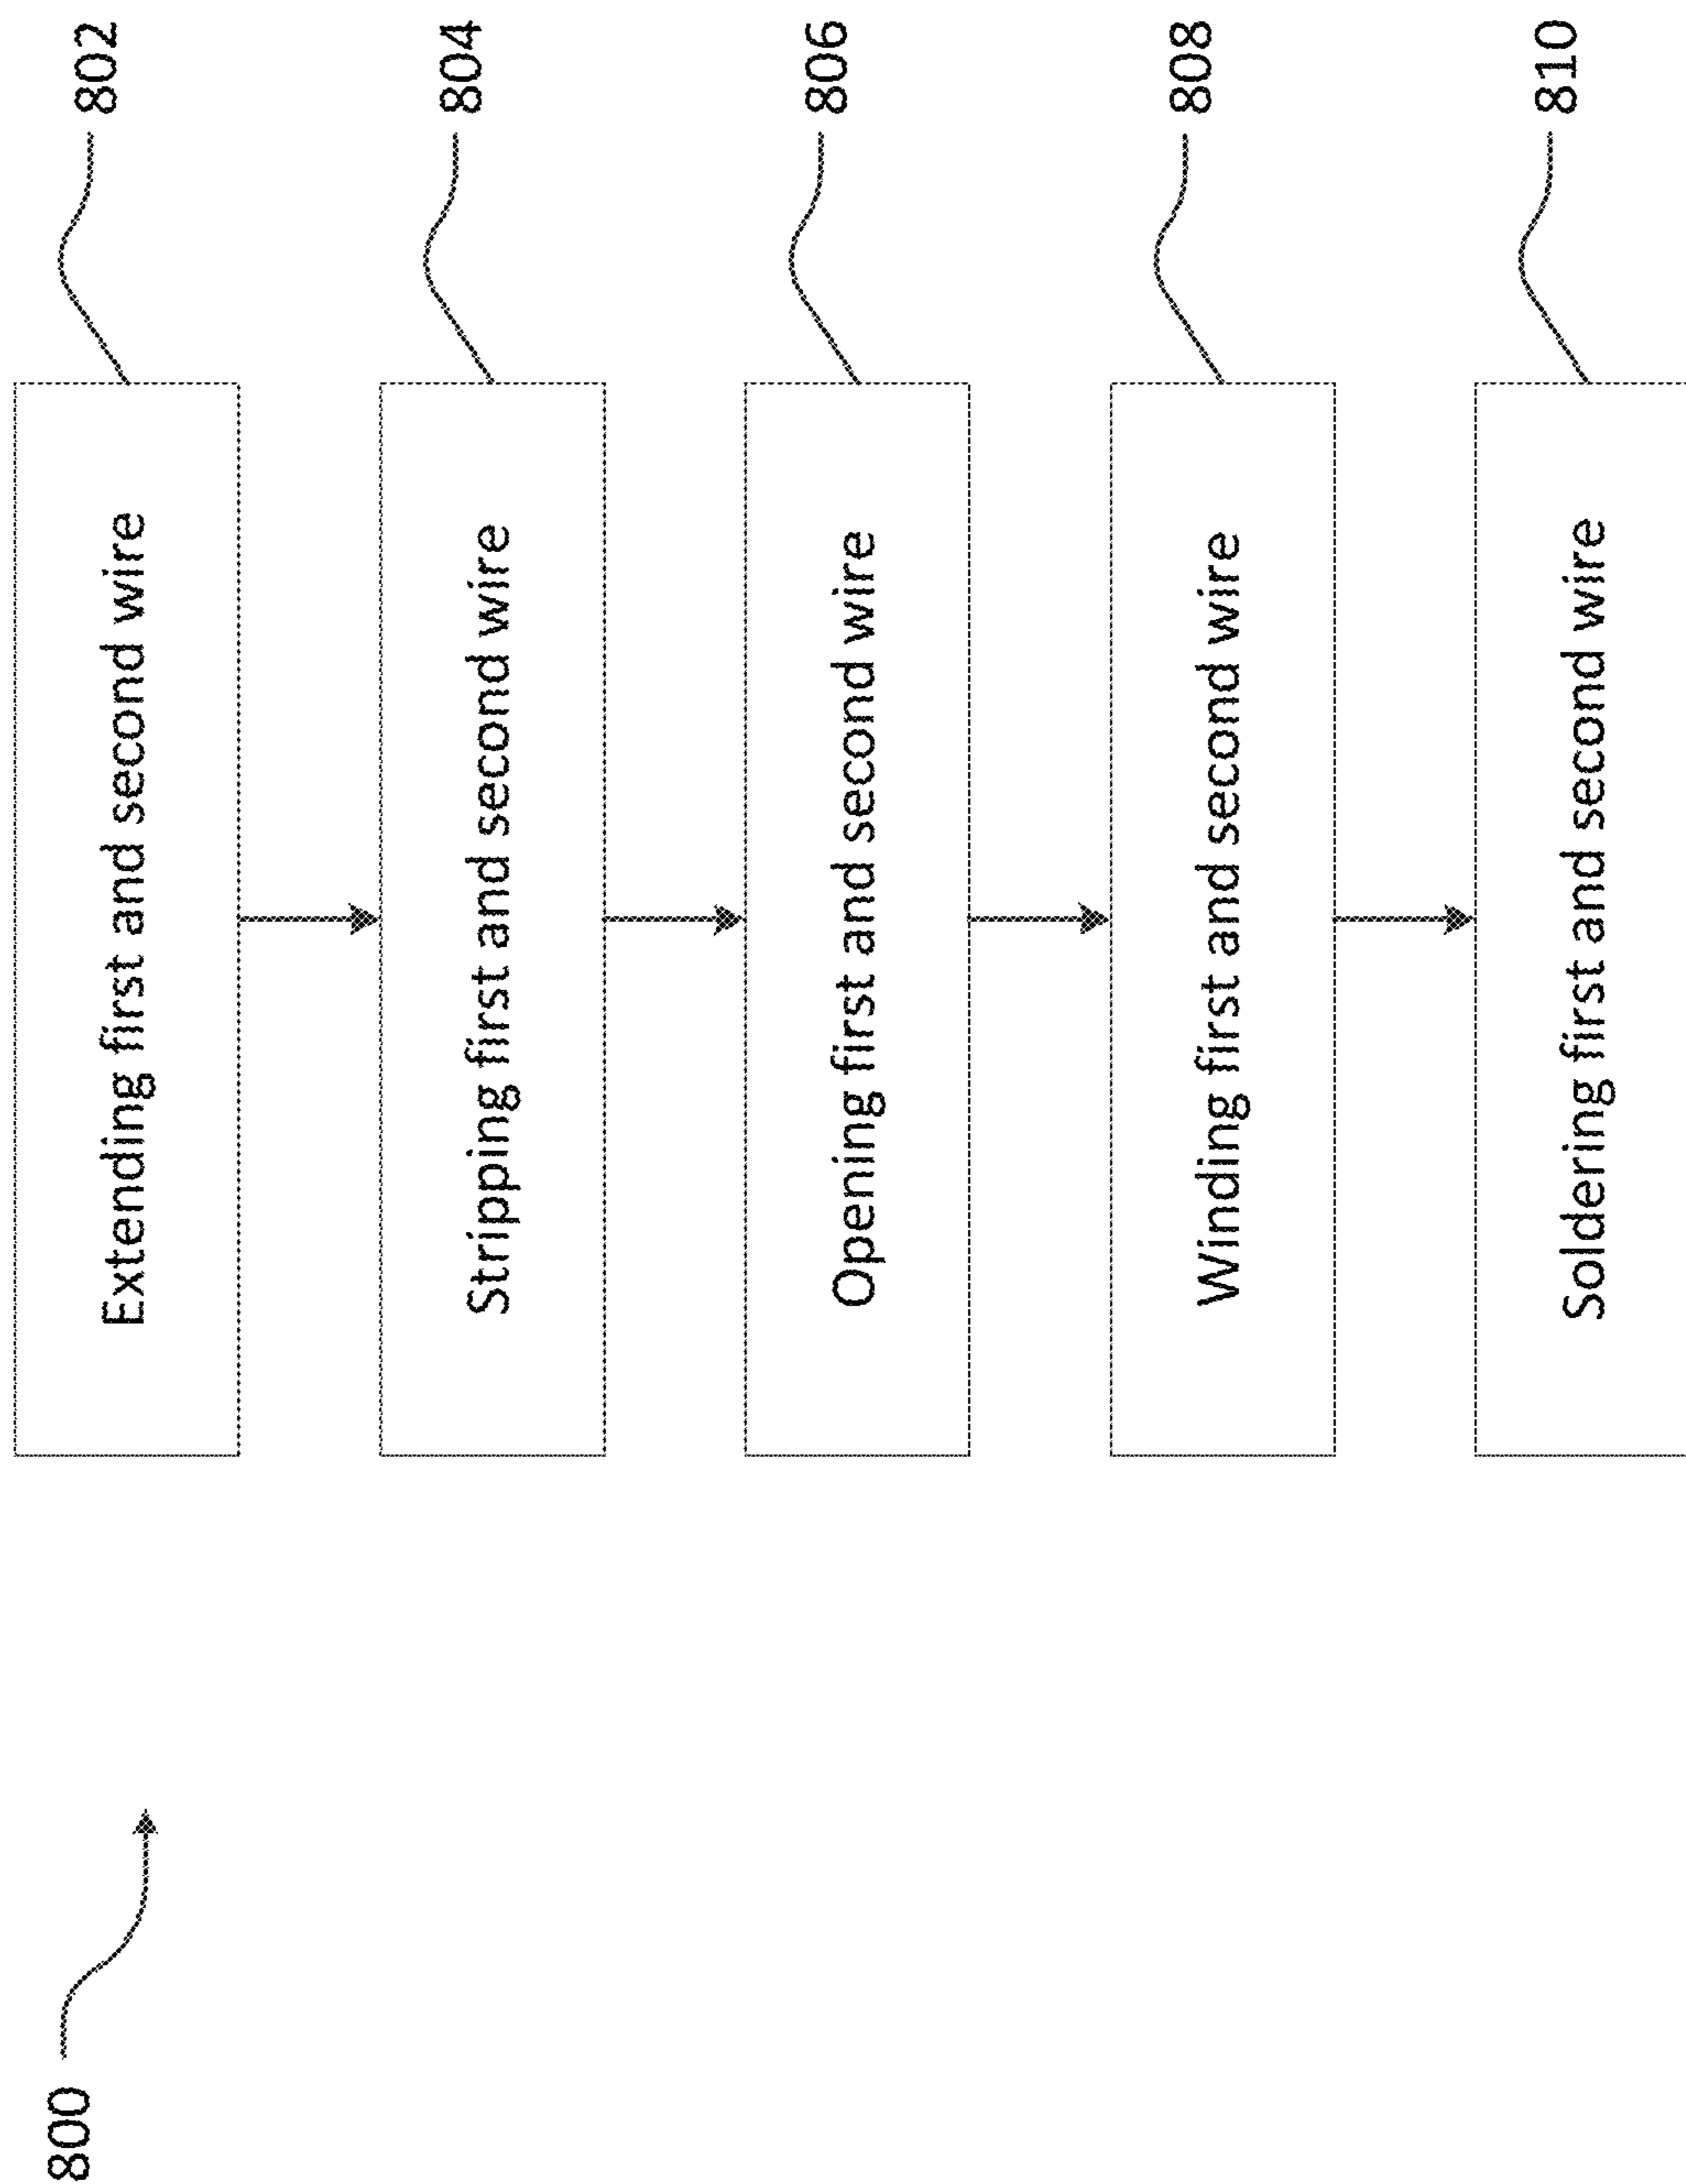 800
Extending first and second wire
802
Stripping first and second wire
804
Opening first and second wire
806
Winding first and second wire
808
Soldering first and second wire
810